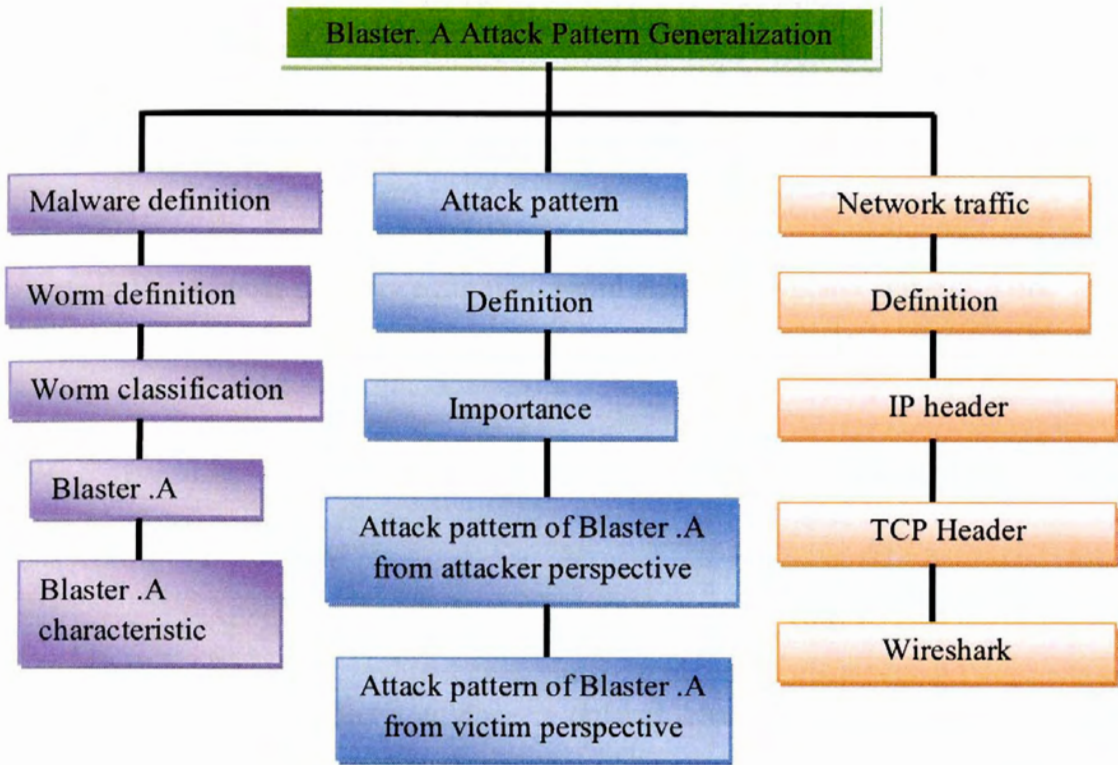 Blaster. A Attack Pattern Generalization
Malware definition
Worm definition
Worm classification
Blaster .A
Blaster .A
characteristic
Attack pattern
Definition
Importance
Attack pattern of Blaster .A
from attacker perspective
Attack pattern of Blaster .A
from victim perspective
Network traffic
Definition
IP header
TCP Header
Wireshark